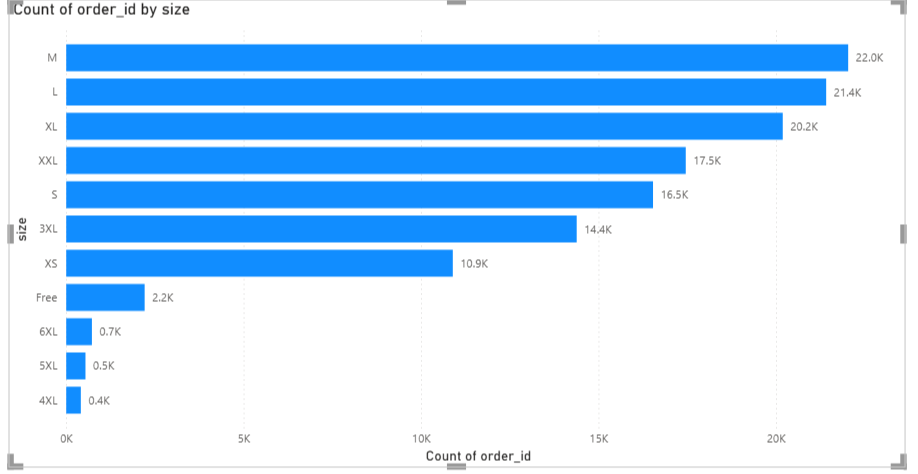 Count of order_id by size
size
M 22.0K
L 21.4K
XL 20.2K
XXL 17.5K
S 16.5K
3XL 14.4K
XS 10.9K
Free 2.2K
6XL 0.7K
5XL 0.5K
4XL 0.4K
0K 5K 10K 15K 20K
Count of order_id